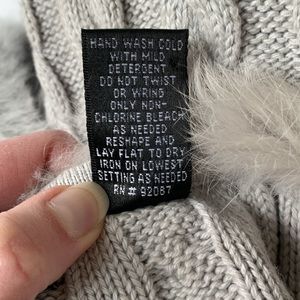 HAND WASH COLD
WITH MILD
DETERGENT
DO NOT TWIST
OR WRING
ONLY NON-
CHLORINE BLEACH
AS NEEDED
RESHAPE AND
LAY FLAT TO DRY
IRON ON LOWEST
SETTING AS NEEDED
RN# 92067